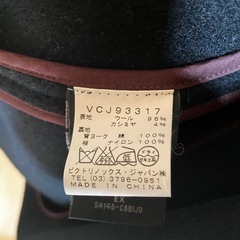 VCJ93317
表地 ウール 96%
カシミヤ 4%
裏地
背ヨーク 綿 100%
袖 ナイロン 100%
ビクトリノックス・ジャパン㈱
TEL (03) 3796-0951
MADE IN CHINA
EX